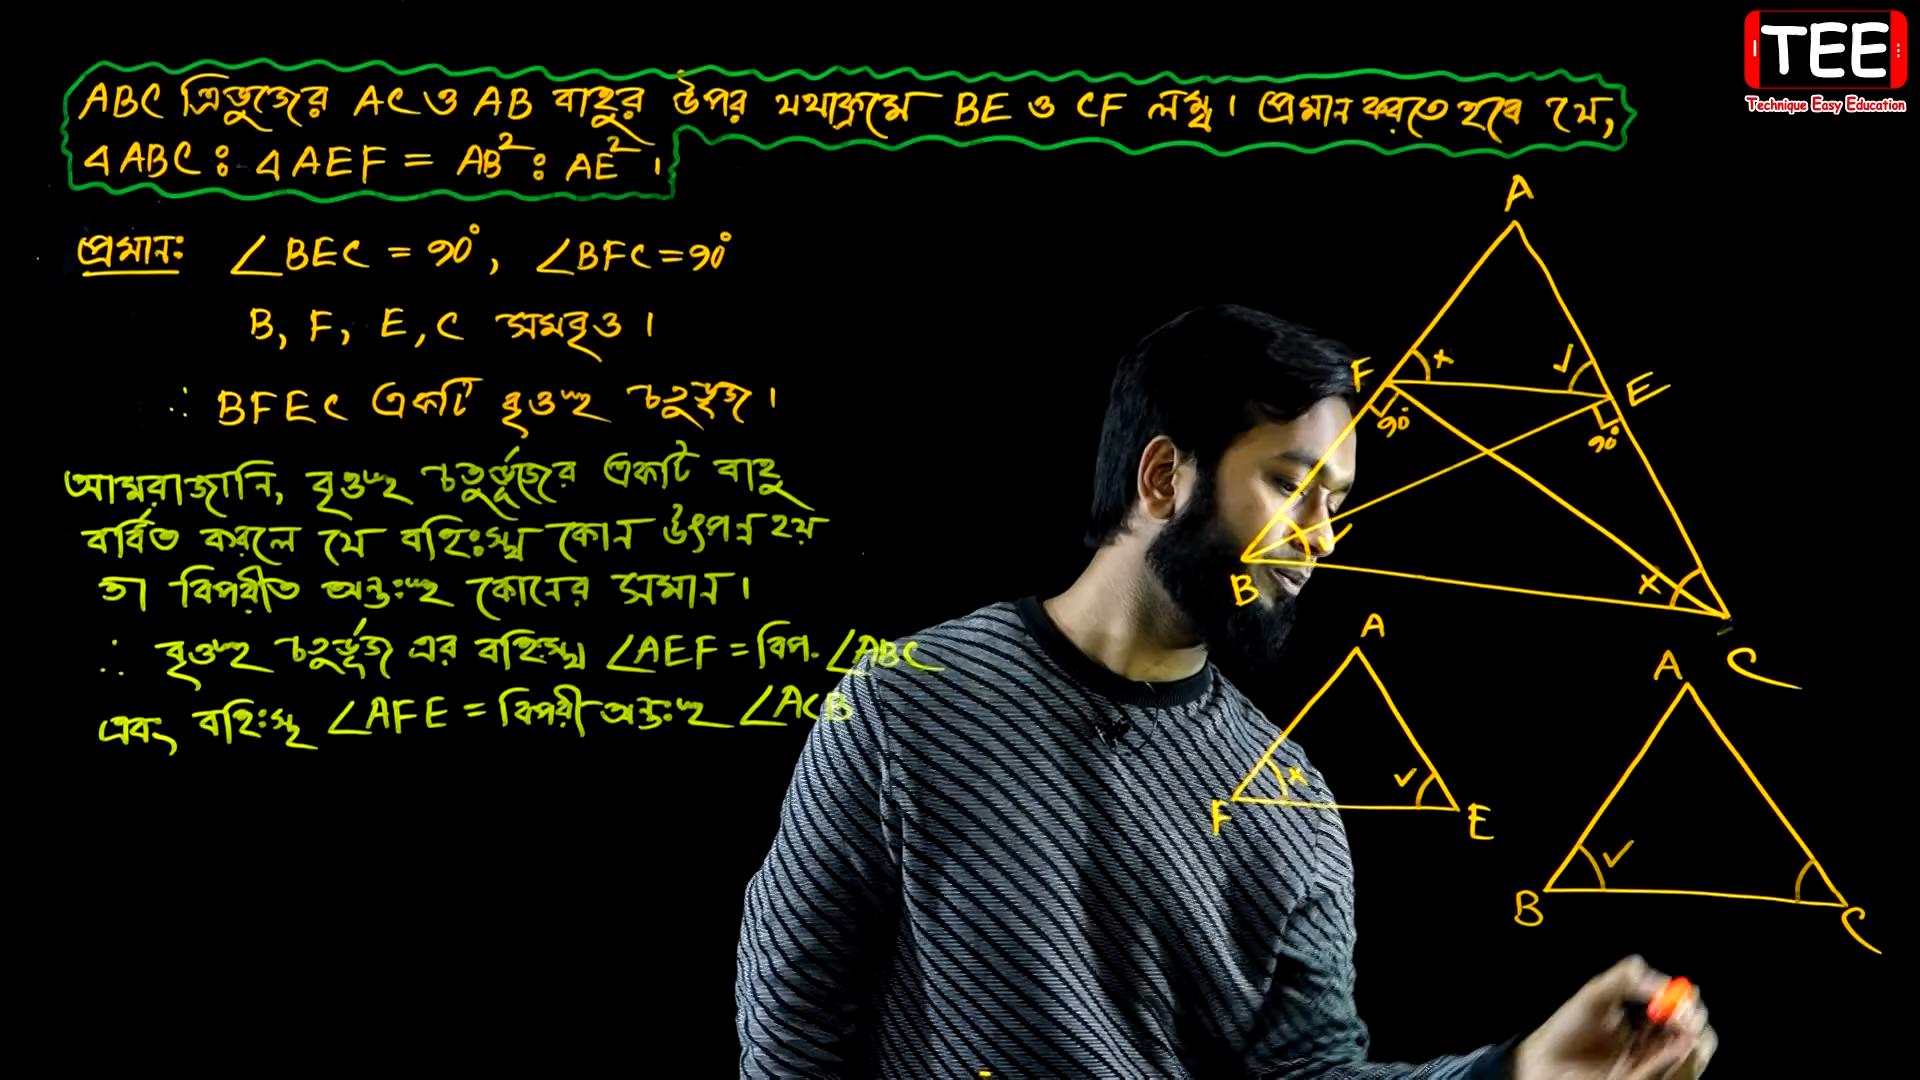 TEE
Technique Easy Education
ABC ত্রিভুজের AC ও AB বাহুর উপর যথাক্রমে BE ও CF লম্ব। প্রমান করতে হবে যে,
△ABC : △AEF = AB² : AE² ।
প্রমান: ∠BEC = 90°, ∠BFC = 90°
B, F, E, C সমবৃত্ত।
∴ BFEC একটি বৃত্তস্থ চতুর্ভূজ।
আমরা জানি, বৃত্তস্থ চতুর্ভূজের একটি বাহু
বর্ধিত করলে যে বহিঃস্থ কোন উৎপন্ন হয়
তা বিপরীত অন্তঃস্থ কোনের সমান।
∴ বৃত্তস্থ চতুর্ভূজ এর বহিঃস্থ ∠AEF = বিপ. ∠ABC
এবং, বহিঃস্থ ∠AFE = বিপরী অন্তঃস্থ ∠ACB
A
F x ✓ E
90° 90°
B ✓ x C
A
F x ✓ E
A
B ✓ C